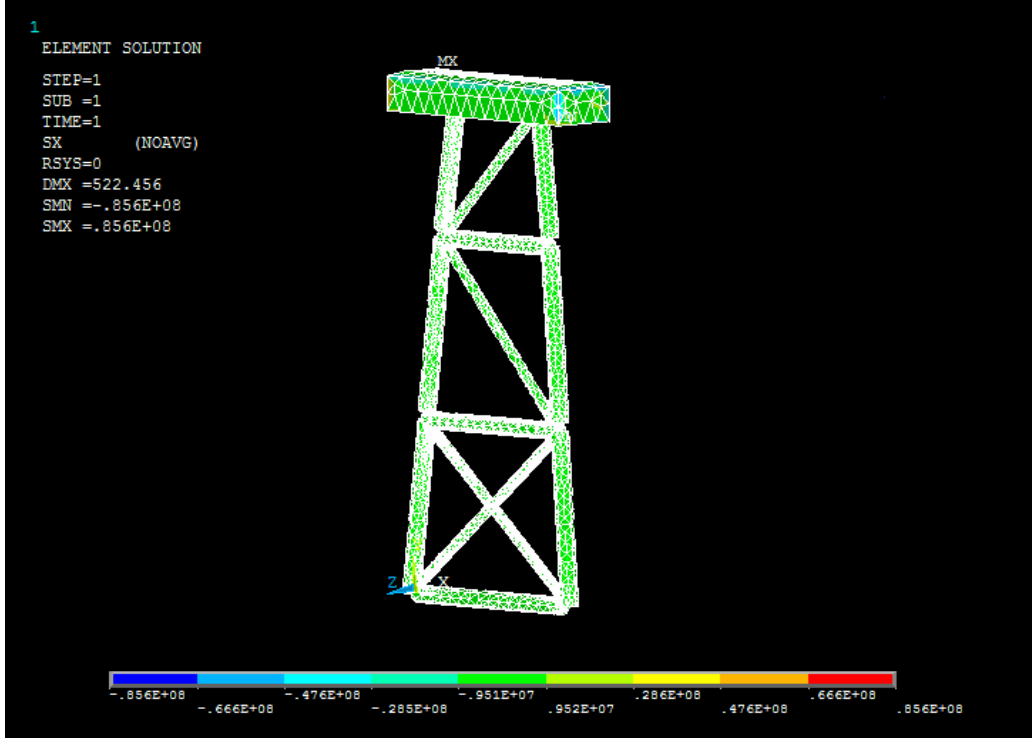 1
ELEMENT SOLUTION
STEP=1
SUB =1
TIME=1
SX (NOAVG)
RSYS=0
DMX =522.456
SMN =-.856E+08
SMX =.856E+08
MX
Z X
-.856E+08 -.476E+08 -.951E+07 .286E+08 .666E+08
-.666E+08 -.285E+08 .952E+07 .476E+08 .856E+08